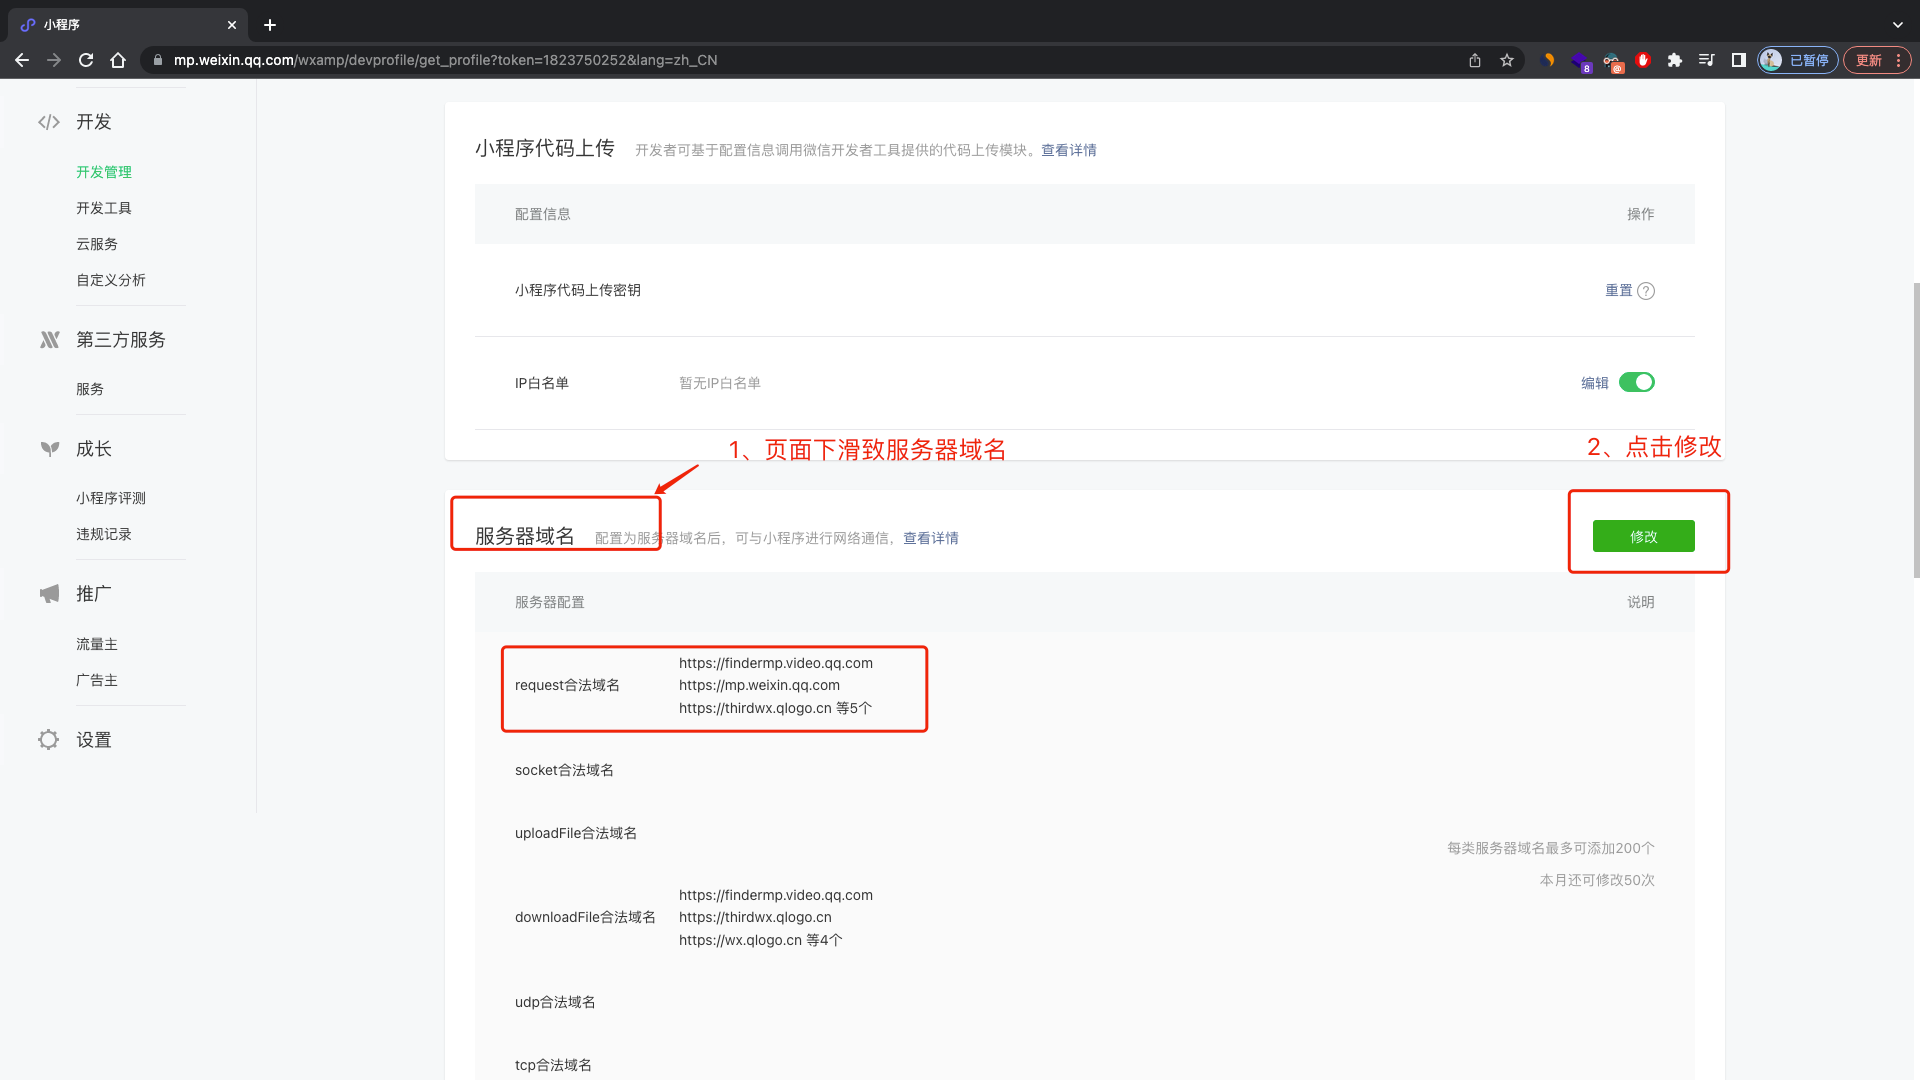 小程序
mp.weixin.qq.com/wxamp/devprofile/get_profile?token=1823750252&lang=zh_CN
8
@
已暂停
更新
开发
开发管理
开发工具
云服务
自定义分析
第三方服务
服务
成长
小程序评测
违规记录
推广
流量主
广告主
设置
小程序代码上传 开发者可基于配置信息调用微信开发者工具提供的代码上传模块。查看详情
配置信息 操作
小程序代码上传密钥 重置 ?
IP白名单 暂无IP白名单 编辑
1、页面下滑致服务器域名
2、点击修改
服务器域名 配置为服务器域名后，可与小程序进行网络通信，查看详情
修改
服务器配置 说明
request合法域名
https://findermp.video.qq.com
https://mp.weixin.qq.com
https://thirdwx.qlogo.cn 等5个
socket合法域名
uploadFile合法域名
每类服务器域名最多可添加200个
本月还可修改50次
downloadFile合法域名
https://findermp.video.qq.com
https://thirdwx.qlogo.cn
https://wx.qlogo.cn 等4个
udp合法域名
tcp合法域名